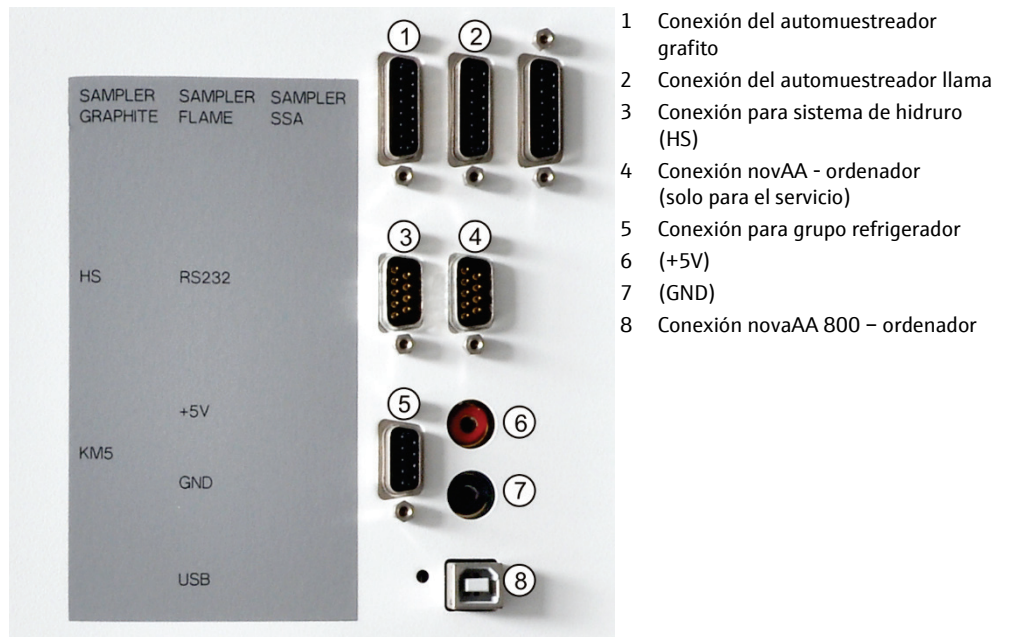 SAMPLER SAMPLER SAMPLER
GRAPHITE FLAME SSA
HS RS232
+5V
KM5
GND
USB
1 2
3 4
5
6
7
8
1 Conexión del automuestreador
grafito
2 Conexión del automuestreador llama
3 Conexión para sistema de hidruro
(HS)
4 Conexión novAA - ordenador
(solo para el servicio)
5 Conexión para grupo refrigerador
6 (+5V)
7 (GND)
8 Conexión novaAA 800 – ordenador